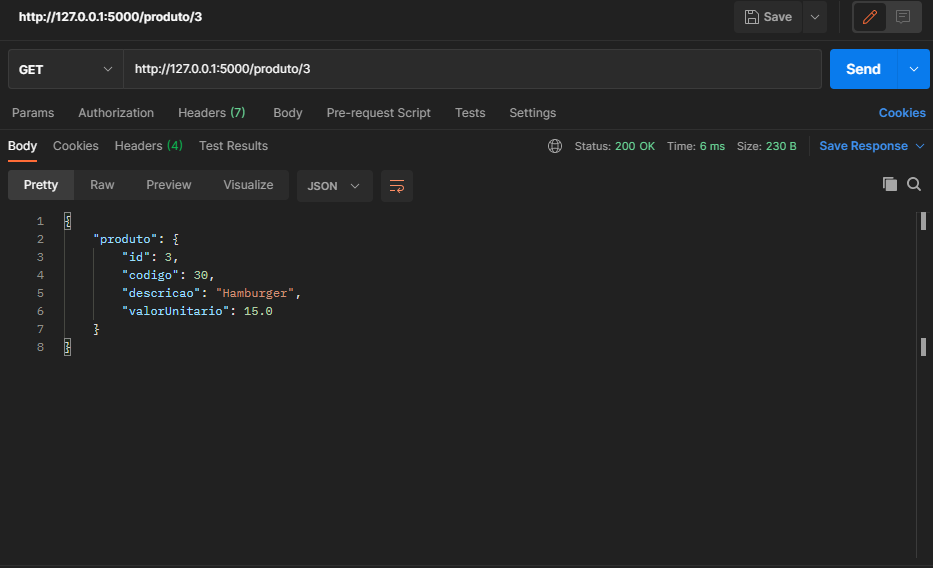 http://127.0.0.1:5000/produto/3
Save
GET
http://127.0.0.1:5000/produto/3
Send
Params Authorization Headers (7) Body Pre-request Script Tests Settings Cookies
Body Cookies Headers (4) Test Results Status: 200 OK Time: 6 ms Size: 230 B Save Response
Pretty Raw Preview Visualize JSON
1 {
2 "produto": {
3 "id": 3,
4 "codigo": 30,
5 "descricao": "Hamburger",
6 "valorUnitario": 15.0
7 }
8 }